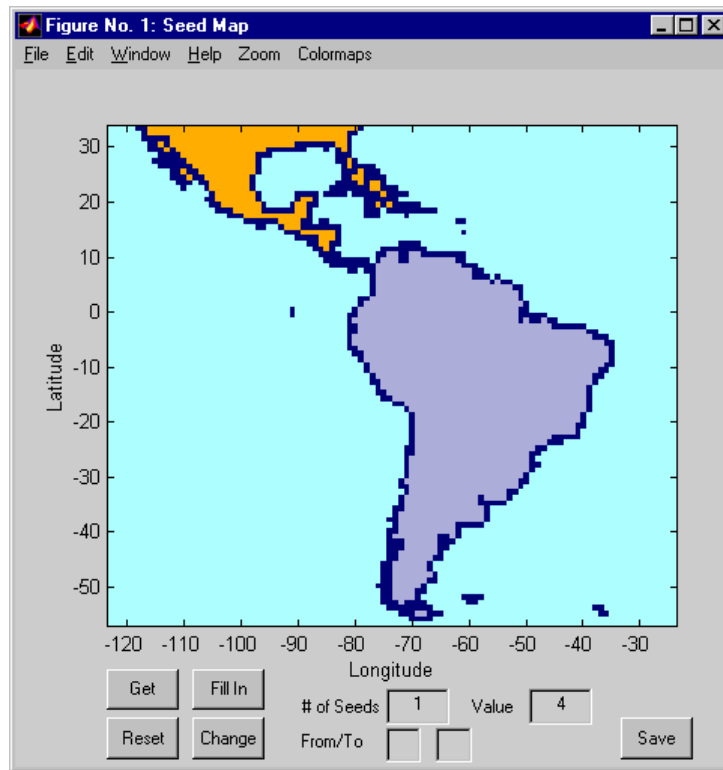 Figure No. 1: Seed Map
File Edit Window Help Zoom Colormaps
30
20
10
0
-10
-20
-30
-40
-50
Latitude
-120 -110 -100 -90 -80 -70 -60 -50 -40 -30
Longitude
Get Fill In
# of Seeds 1 Value 4
Reset Change From/To Save